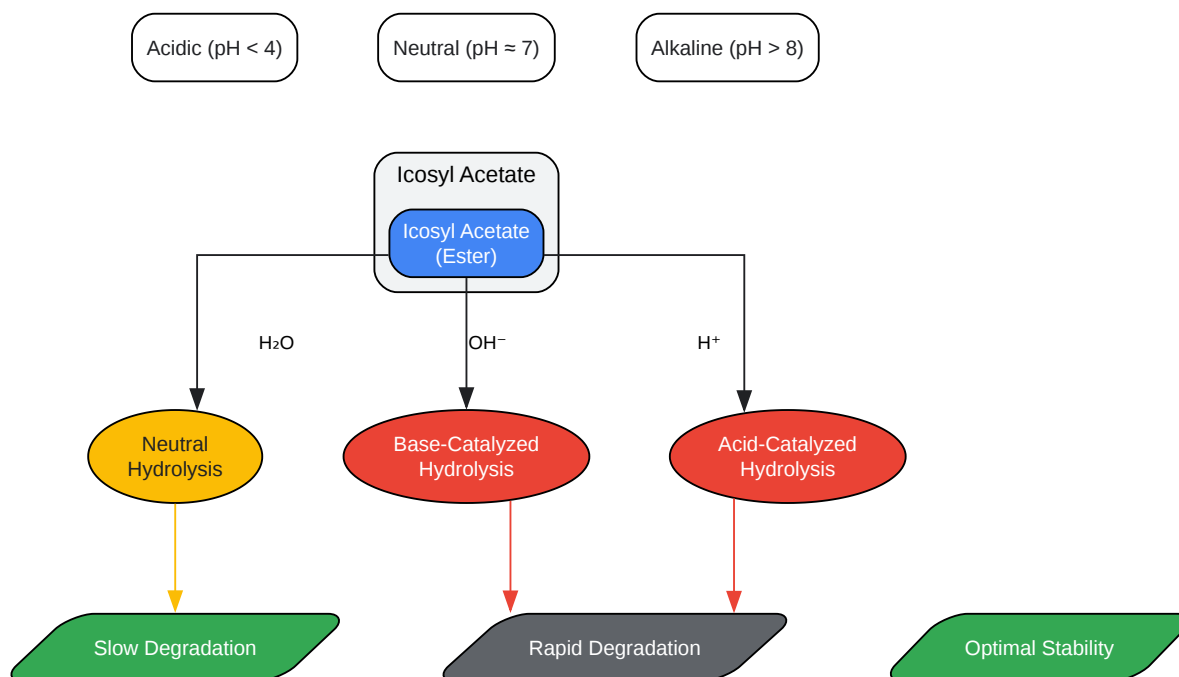 Acidic (pH < 4)
Neutral (pH ≈ 7)
Alkaline (pH > 8)
Icosyl Acetate
Icosyl Acetate
(Ester)
H₂O
OH⁻
H⁺
Neutral
Hydrolysis
Base-Catalyzed
Hydrolysis
Acid-Catalyzed
Hydrolysis
Slow Degradation
Rapid Degradation
Optimal Stability